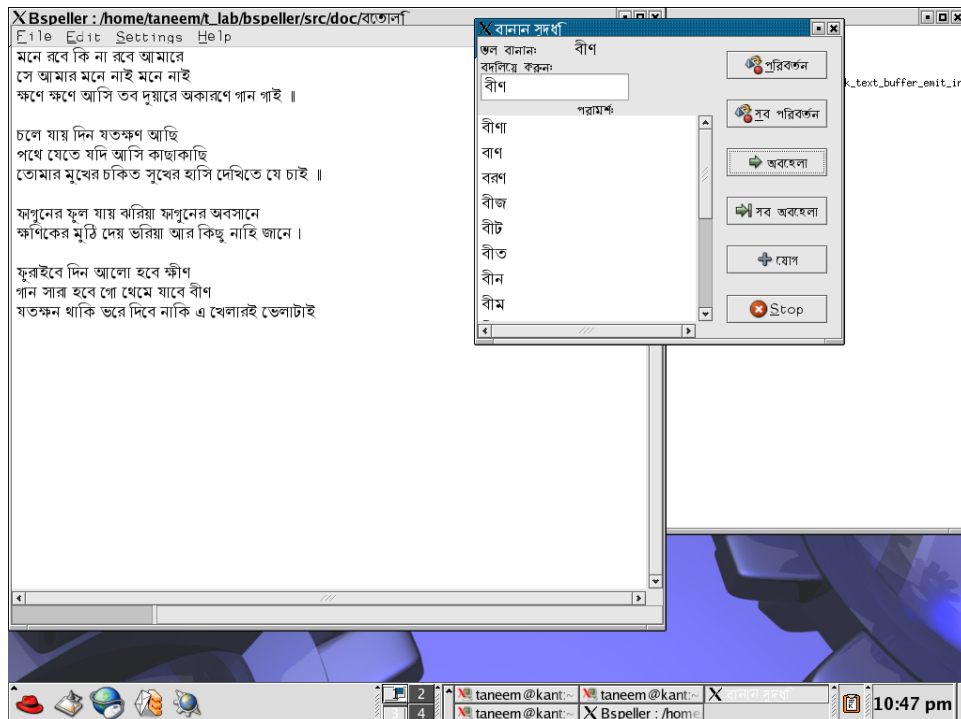 Bspeller : /home/taneem/t_lab/bspeller/src/doc/বতোল
File Edit Settings Help
মনে রবে কি না রবে আমারে
সে আমার মনে নাই মনে নাই
ক্ষণে ক্ষণে আসি তব দুয়ারে অকারণে গান গাই ॥
চলে যায় দিন যতক্ষণ আছি
পথে যেতে যদি আসি কাছাকাছি
তোমার মুখের চকিত সুখের হাসি দেখিতে যে চাই ॥
ফাগুনের ফুল যায় ঝরিয়া ফাগুনের অবসানে
ক্ষণিকের মুঠি দেয় ভরিয়া আর কিছু নাহি জানে ।
ফুরাইবে দিন আলো হবে ক্ষীণ
গান সারা হবে গো থেমে যাবে বীণ
যতক্ষন থাকি ভরে দিবে নাকি এ খেলারই ভেলাটাই
বানান
ভুল বানান: বীণ
বদলিয়ে করুন:
বীণ
পরামর্শ:
বীণা
বাণ
বরণ
বীজ
বীট
বীত
বীন
বীম
পরিবর্তন
সব পরিবর্তন
অবহেলা
সব অবহেলা
যোগ
Stop
k_text_buffer_emit_in
2
3 4
taneem@kant:~ taneem@kant:~ বানান
taneem@kant:~ Bspeller : /home
10:47 pm